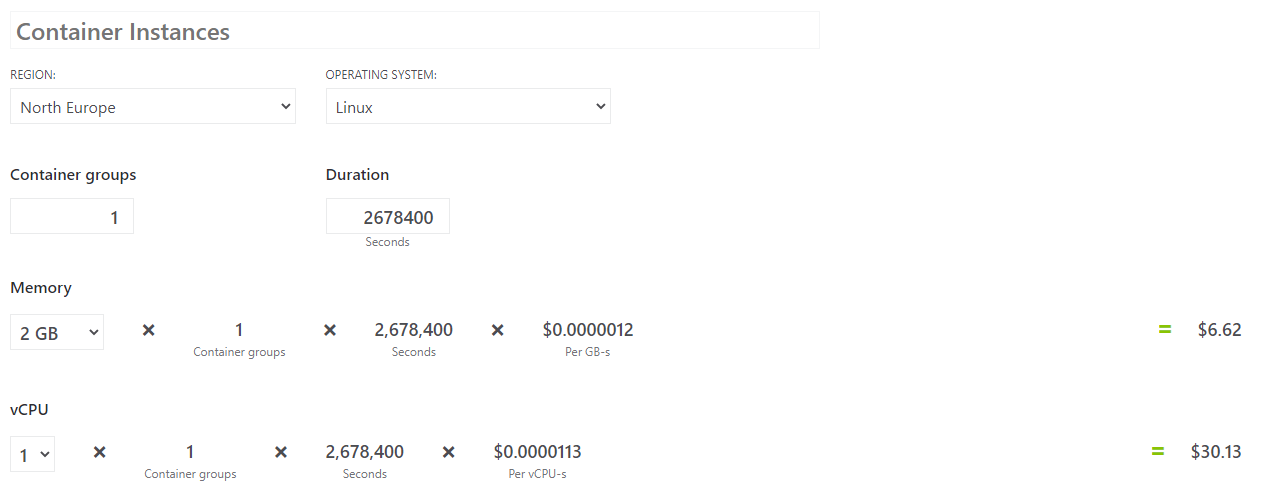 Container Instances
REGION: OPERATING SYSTEM:
North Europe Linux
Container groups Duration
1 2678400
Seconds
Memory
2 GB × 1 × 2,678,400 × $0.0000012 = $6.62
Container groups Seconds Per GB-s
vCPU
1 × 1 × 2,678,400 × $0.0000113 = $30.13
Container groups Seconds Per vCPU-s